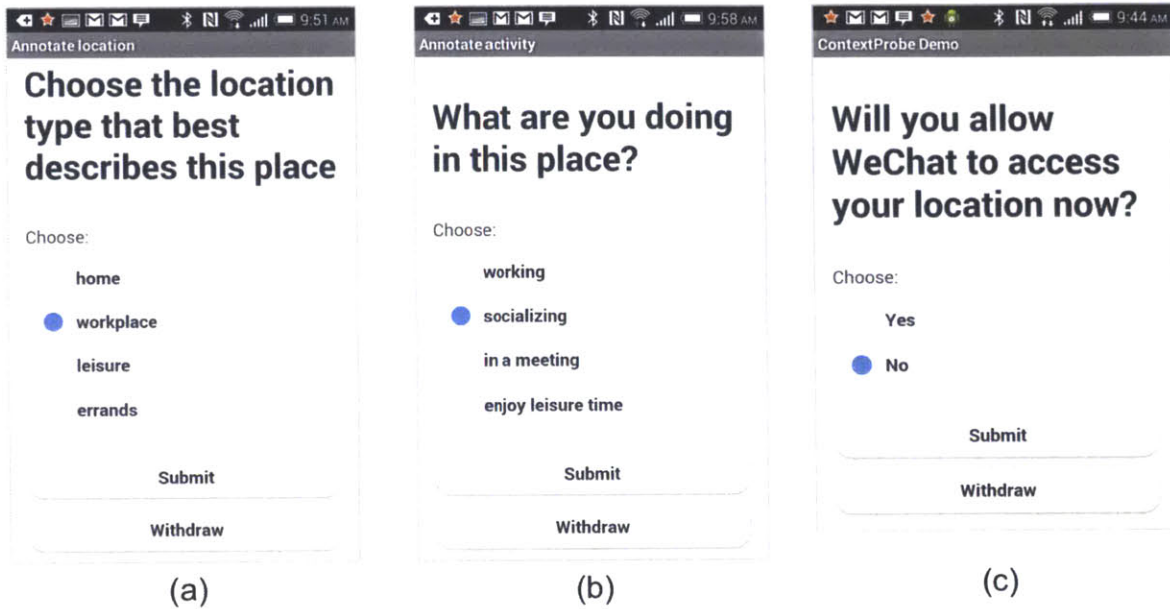 9:51 AM
Annotate location
Choose the location
type that best
describes this place
Choose:
home
workplace
leisure
errands
Submit
Withdraw
(a)
9:58 AM
Annotate activity
What are you doing
in this place?
Choose:
working
socializing
in a meeting
enjoy leisure time
Submit
Withdraw
(b)
9:44 AM
ContextProbe Demo
Will you allow
WeChat to access
your location now?
Choose:
Yes
No
Submit
Withdraw
(c)